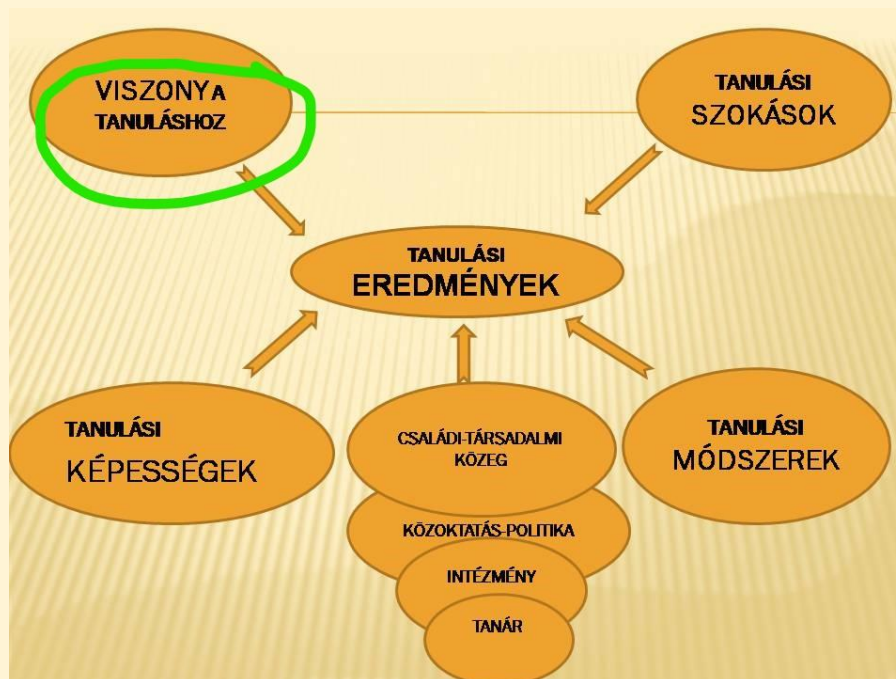 VISZONYA
TANULÁSHOZ
TANULÁSI
SZOKÁSOK
TANULÁSI
EREDMÉNYEK
TANULÁSI
KÉPESSÉGEK
CSALÁDI-TÁRSADALMI
KÖZEG
KÖZOKTATÁS-POLITIKA
INTÉZMÉNY
TANÁR
TANULÁSI
MÓDSZEREK